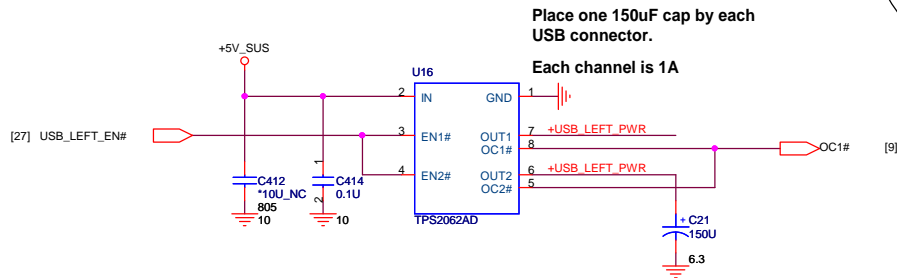 Place one 150uF cap by each
USB connector.
Each channel is 1A
+5V_SUS
U16
2 IN GND 1
[27] USB_LEFT_EN# 3 EN1# OUT1 7 +USB_LEFT_PWR
OC1# 8 OC1# [9]
4 EN2# OUT2 6 +USB_LEFT_PWR
OC2# 5
TPS2062AD
1
C412 C414
*10U_NC 0.1U
805 2
10 10
+ C21
150U
6.3